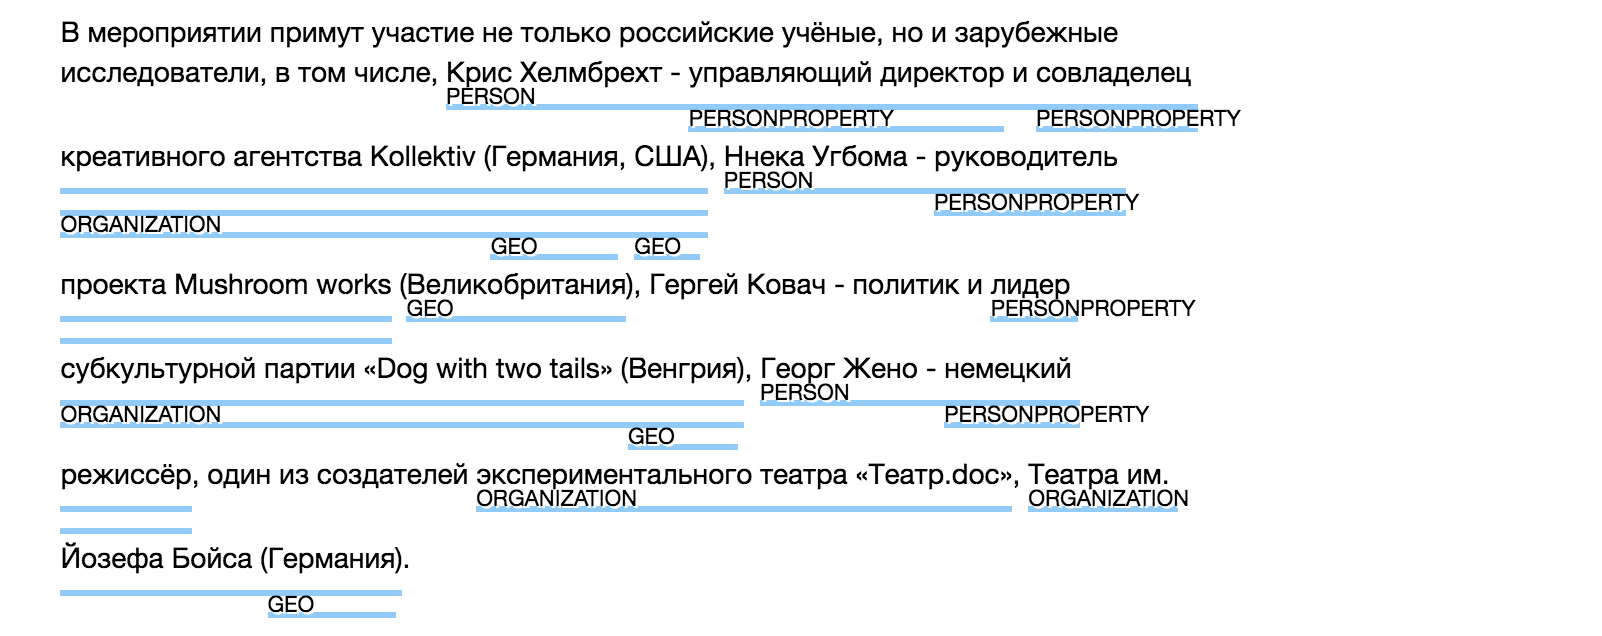 В мероприятии примут участие не только российские учёные, но и зарубежные
исследователи, в том числе, Крис Хелмбрехт - управляющий директор и совладелец
PERSON
PERSONPROPERTY PERSONPROPERTY
креативного агентства Kollektiv (Германия, США), Ннека Угбома - руководитель
PERSON
PERSONPROPERTY
ORGANIZATION
GEO GEO
проекта Mushroom works (Великобритания), Гергей Ковач - политик и лидер
GEO PERSONPROPERTY
субкультурной партии «Dog with two tails» (Венгрия), Георг Жено - немецкий
PERSON
ORGANIZATION PERSONPROPERTY
GEO
режиссёр, один из создателей экспериментального театра «Театр.doc», Театра им.
ORGANIZATION ORGANIZATION
Йозефа Бойса (Германия).
GEO